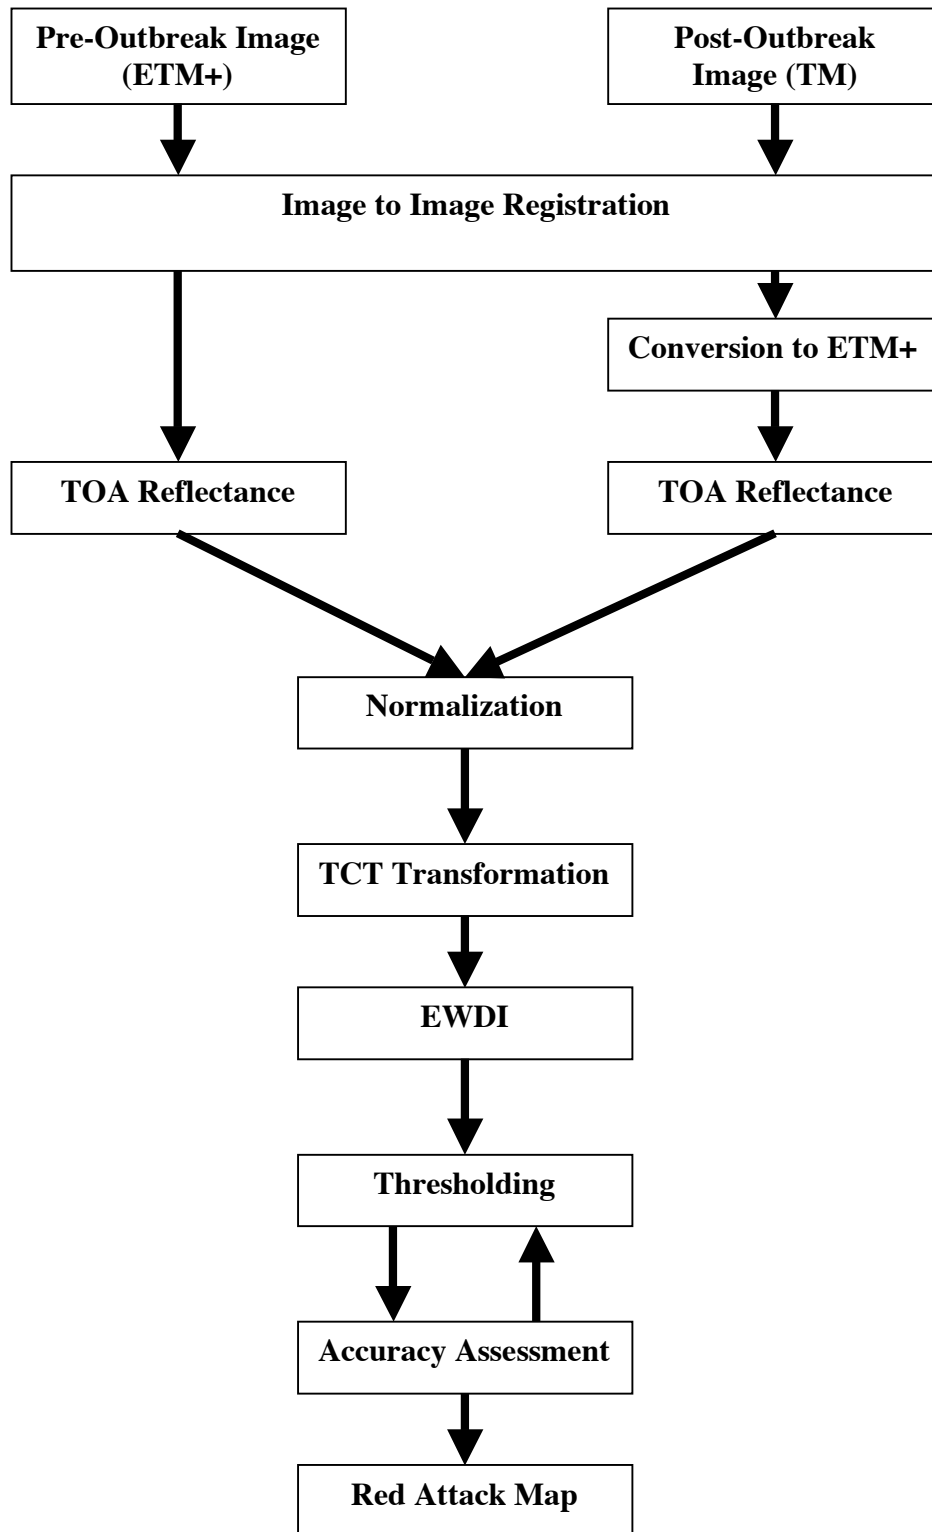 Pre-Outbreak Image
(ETM+)
Post-Outbreak
Image (TM)
Image to Image Registration
Conversion to ETM+
TOA Reflectance
TOA Reflectance
Normalization
TCT Transformation
EWDI
Thresholding
Accuracy Assessment
Red Attack Map